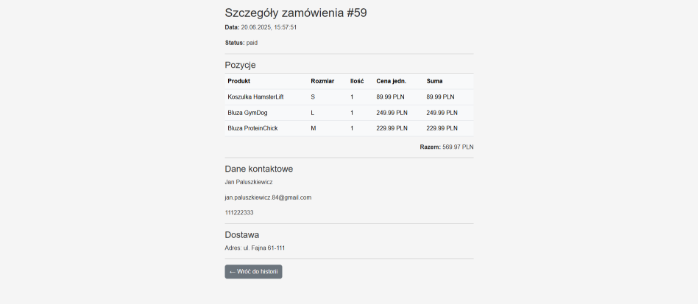 Szczegóły zamówienia #59
Data: 20.06.2025, 15:57:51
Status: paid
Pozycje
Produkt Rozmiar Ilość Cena jedn. Suma
Koszulka HamsterLift S 1 89.99 PLN 89.99 PLN
Bluza GymDog L 1 249.99 PLN 249.99 PLN
Bluza ProteinChick M 1 229.99 PLN 229.99 PLN
Razem: 569.97 PLN
Dane kontaktowe
Jan Paluszkiewicz
jan.paluszkiewicz.04@gmail.com
111222333
Dostawa
Adres: ul. Fajna 61-111
← Wróć do historii